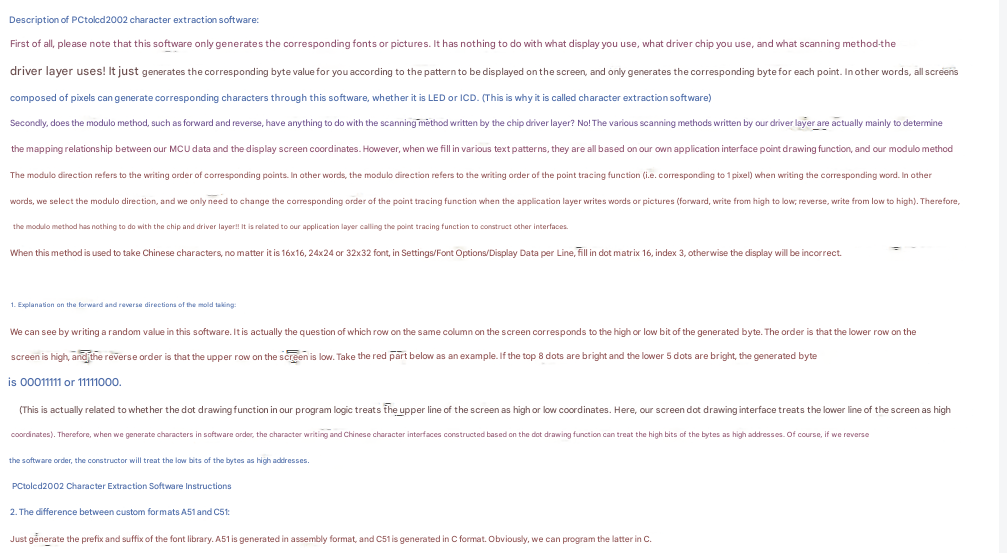 Description of PCtolcd2002 character extraction software:
First of all, please note that this software only generates the corresponding fonts or pictures. It has nothing to do with what display you use, what driver chip you use, and what scanning method-the
driver layer uses! It just generates the corresponding byte value for you according to the pattern to be displayed on the screen, and only generates the corresponding byte for each point. In other words, all screens
composed of pixels can generate corresponding characters through this software, whether it is LED or ICD. (This is why it is called character extraction software)
Secondly, does the modulo method, such as forward and reverse, have anything to do with the scanning method written by the chip driver layer? No! The various scanning methods written by our driver layer are actually mainly to determine
the mapping relationship between our MCU data and the display screen coordinates. However, when we fill in various text patterns, they are all based on our own application interface point drawing function, and our modulo method
The modulo direction refers to the writing order of corresponding points. In other words, the modulo direction refers to the writing order of the point tracing function (i.e. corresponding to 1 pixel) when writing the corresponding word. In other
words, we select the modulo direction, and we only need to change the corresponding order of the point tracing function when the application layer writes words or pictures (forward, write from high to low; reverse, write from low to high). Therefore,
the modulo method has nothing to do with the chip and driver layer!! It is related to our application layer calling the point tracing function to construct other interfaces.
When this method is used to take Chinese characters, no matter it is 16x16, 24x24 or 32x32 font, in Settings/Font Options/Display Data per Line, fill in dot matrix 16, index 3, otherwise the display will be incorrect.
1. Explanation on the forward and reverse directions of the mold taking:
We can see by writing a random value in this software. It is actually the question of which row on the same column on the screen corresponds to the high or low bit of the generated byte. The order is that the lower row on the
screen is high, and the reverse order is that the upper row on the screen is low. Take the red part below as an example. If the top 8 dots are bright and the lower 5 dots are bright, the generated byte
is 00011111 or 11111000.
(This is actually related to whether the dot drawing function in our program logic treats the upper line of the screen as high or low coordinates. Here, our screen dot drawing interface treats the lower line of the screen as high
coordinates). Therefore, when we generate characters in software order, the character writing and Chinese character interfaces constructed based on the dot drawing function can treat the high bits of the bytes as high addresses. Of course, if we reverse
the software order, the constructor will treat the low bits of the bytes as high addresses.
PCtolcd2002 Character Extraction Software Instructions
2. The difference between custom formats A51 and C51:
Just generate the prefix and suffix of the font library. A51 is generated in assembly format, and C51 is generated in C format. Obviously, we can program the latter in C.